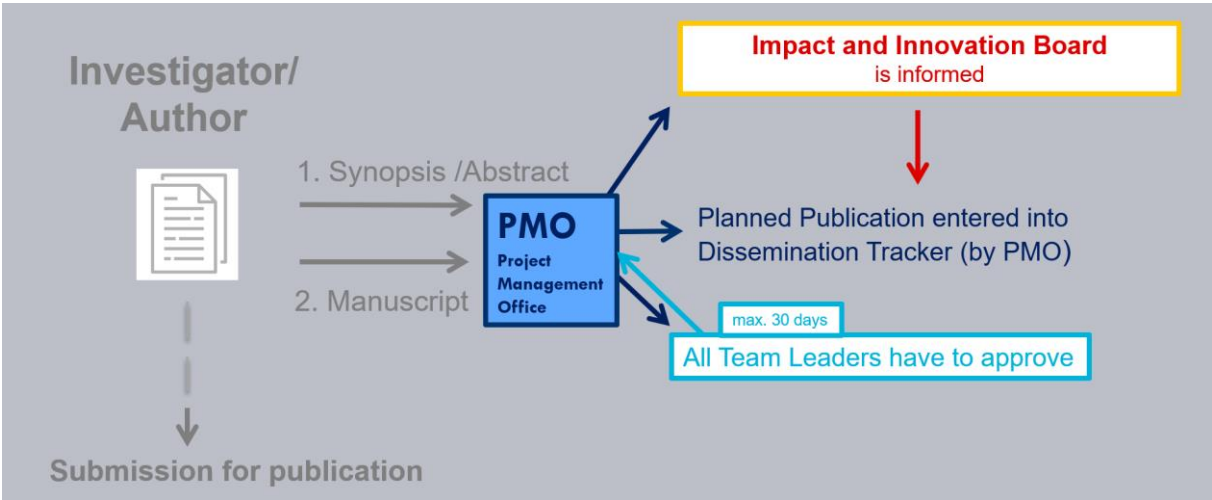 Investigator/
Author
1. Synopsis /Abstract
2. Manuscript
Submission for publication
PMO
Project
Management
Office
Impact and Innovation Board
is informed
Planned Publication entered into
Dissemination Tracker (by PMO)
max. 30 days
All Team Leaders have to approve